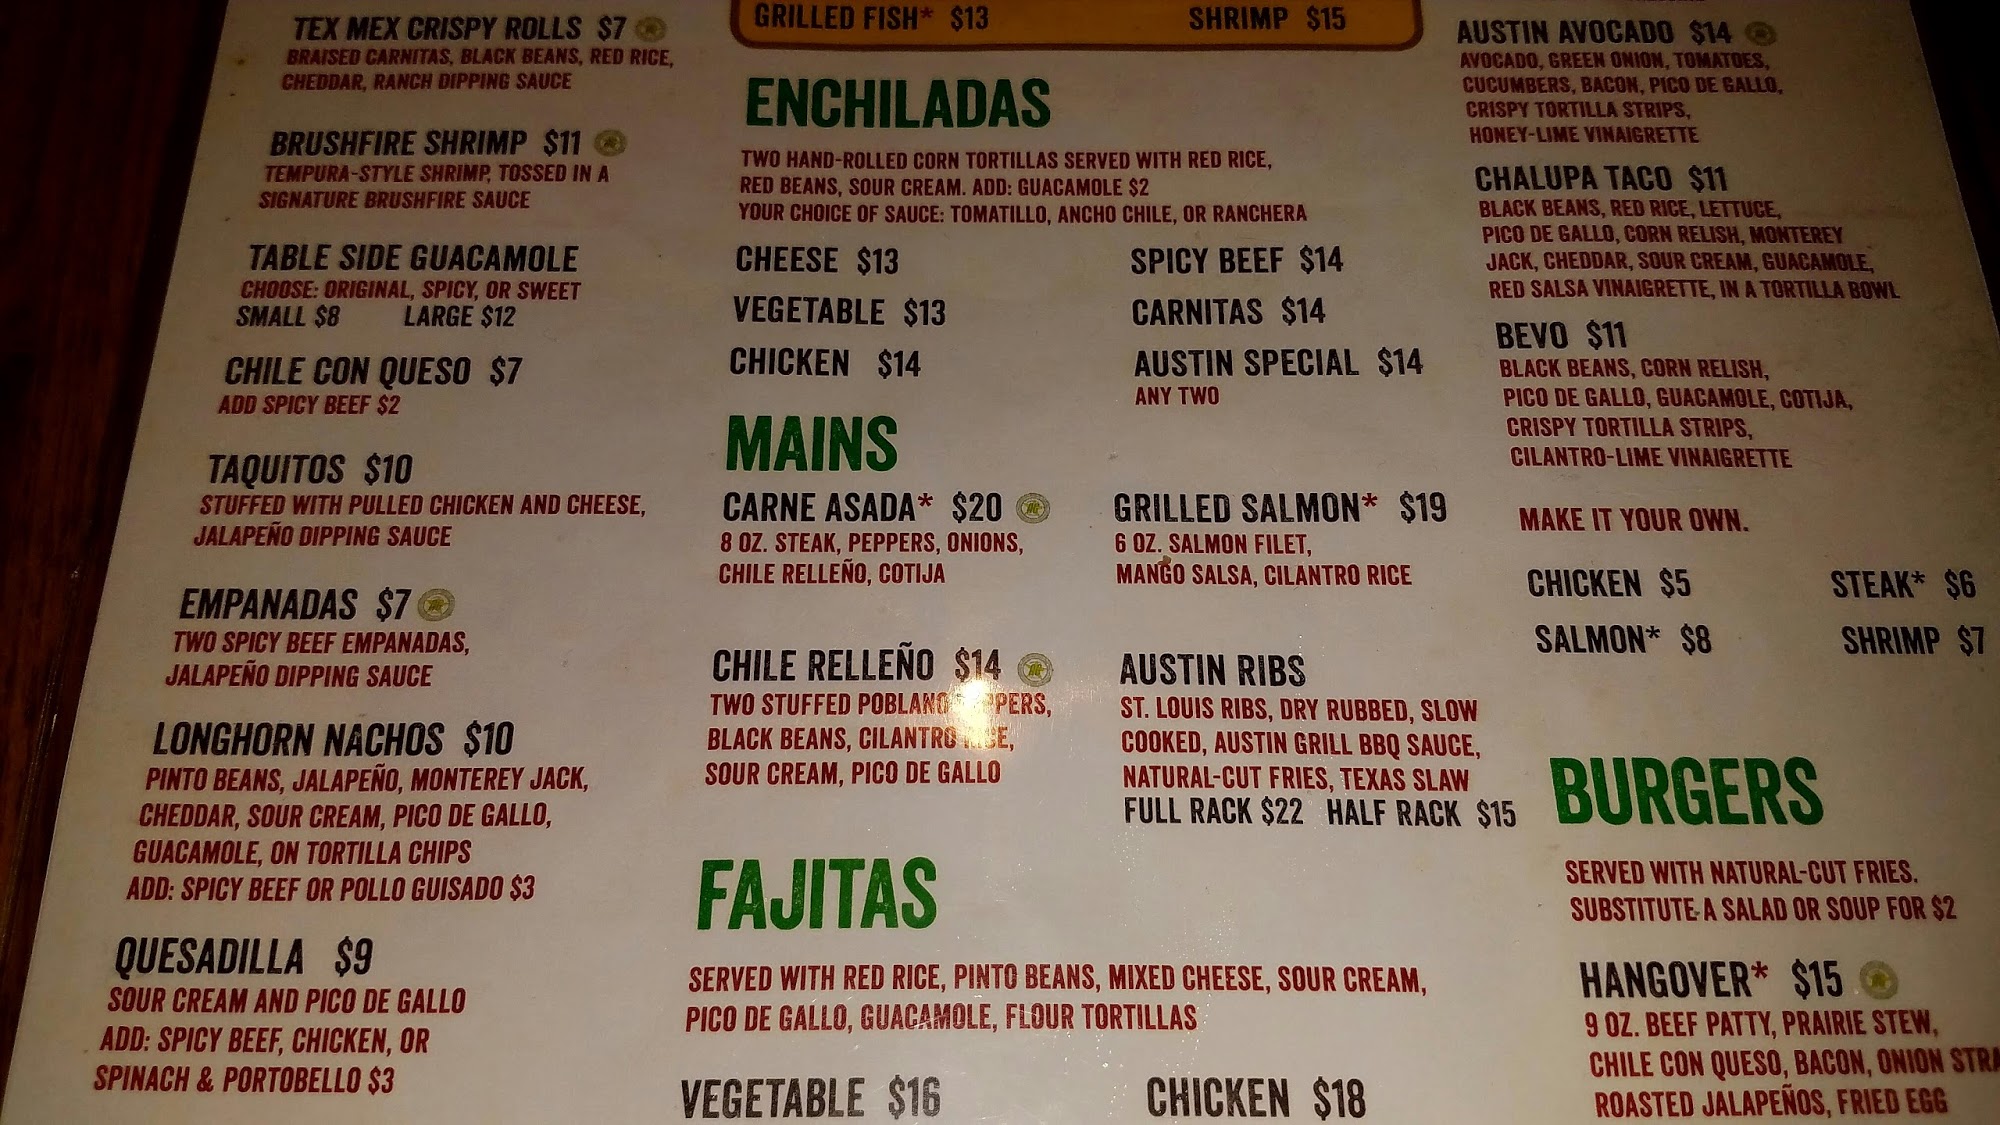 TEX MEX CRISPY ROLLS $7
BRAISED CARNITAS, BLACK BEANS, RED RICE,
CHEDDAR, RANCH DIPPING SAUCE
BRUSHFIRE SHRIMP $11
TEMPURA-STYLE SHRIMP, TOSSED IN A
SIGNATURE BRUSHFIRE SAUCE
TABLE SIDE GUACAMOLE
CHOOSE: ORIGINAL, SPICY, OR SWEET
SMALL $8 LARGE $12
CHILE CON QUESO $7
ADD SPICY BEEF $2
TAQUITOS $10
STUFFED WITH PULLED CHICKEN AND CHEESE,
JALAPEÑO DIPPING SAUCE
EMPANADAS $7
TWO SPICY BEEF EMPANADAS,
JALAPEÑO DIPPING SAUCE
LONGHORN NACHOS $10
PINTO BEANS, JALAPEÑO, MONTEREY JACK,
CHEDDAR, SOUR CREAM, PICO DE GALLO,
GUACAMOLE, ON TORTILLA CHIPS
ADD: SPICY BEEF OR POLLO GUISADO $3
QUESADILLA $9
SOUR CREAM AND PICO DE GALLO
ADD: SPICY BEEF, CHICKEN, OR
SPINACH & PORTOBELLO $3
GRILLED FISH* $13 SHRIMP $15
ENCHILADAS
TWO HAND-ROLLED CORN TORTILLAS SERVED WITH RED RICE,
RED BEANS, SOUR CREAM. ADD: GUACAMOLE $2
YOUR CHOICE OF SAUCE: TOMATILLO, ANCHO CHILE, OR RANCHERA
CHEESE $13 SPICY BEEF $14
VEGETABLE $13 CARNITAS $14
CHICKEN $14 AUSTIN SPECIAL $14
ANY TWO
MAINS
CARNE ASADA* $20
8 OZ. STEAK, PEPPERS, ONIONS,
CHILE RELLEÑO, COTIJA
GRILLED SALMON* $19
6 OZ. SALMON FILET,
MANGO SALSA, CILANTRO RICE
CHILE RELLEÑO $14
TWO STUFFED POBLANO PEPPERS,
BLACK BEANS, CILANTRO RICE,
SOUR CREAM, PICO DE GALLO
AUSTIN RIBS
ST. LOUIS RIBS, DRY RUBBED, SLOW
COOKED, AUSTIN GRILL BBQ SAUCE,
NATURAL-CUT FRIES, TEXAS SLAW
FULL RACK $22 HALF RACK $15
FAJITAS
SERVED WITH RED RICE, PINTO BEANS, MIXED CHEESE, SOUR CREAM,
PICO DE GALLO, GUACAMOLE, FLOUR TORTILLAS
VEGETABLE $16 CHICKEN $18
AUSTIN AVOCADO $14
AVOCADO, GREEN ONION, TOMATOES,
CUCUMBERS, BACON, PICO DE GALLO,
CRISPY TORTILLA STRIPS,
HONEY-LIME VINAIGRETTE
CHALUPA TACO $11
BLACK BEANS, RED RICE, LETTUCE,
PICO DE GALLO, CORN RELISH, MONTEREY
JACK, CHEDDAR, SOUR CREAM, GUACAMOLE,
RED SALSA VINAIGRETTE, IN A TORTILLA BOWL
BEVO $11
BLACK BEANS, CORN RELISH,
PICO DE GALLO, GUACAMOLE, COTIJA,
CRISPY TORTILLA STRIPS,
CILANTRO-LIME VINAIGRETTE
MAKE IT YOUR OWN.
CHICKEN $5 STEAK* $6
SALMON* $8 SHRIMP $7
BURGERS
SERVED WITH NATURAL-CUT FRIES.
SUBSTITUTE A SALAD OR SOUP FOR $2
HANGOVER* $15
9 OZ. BEEF PATTY, PRAIRIE STEW,
CHILE CON QUESO, BACON, ONION STRA
ROASTED JALAPEÑOS, FRIED EGG